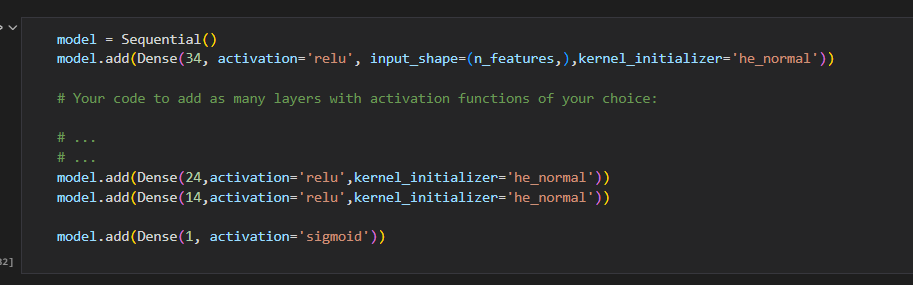 model = Sequential()
model.add(Dense(34, activation='relu', input_shape=(n_features,),kernel_initializer='he_normal'))
# Your code to add as many layers with activation functions of your choice:
# ...
# ...
model.add(Dense(24,activation='relu',kernel_initializer='he_normal'))
model.add(Dense(14,activation='relu',kernel_initializer='he_normal'))
model.add(Dense(1, activation='sigmoid'))